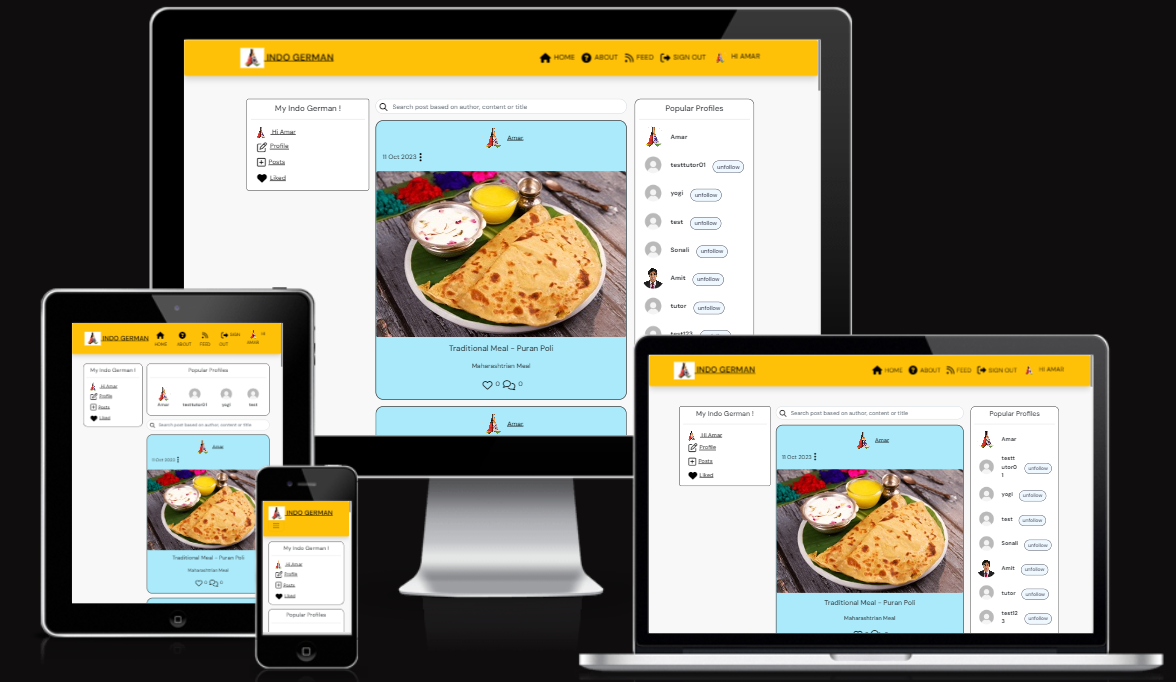 INDO GERMAN
HOME ABOUT FEED SIGN OUT HI AMAR
My Indo German !
Hi Amar
Profile
Posts
Liked
Search post based on author, content or title
Amar
11 Oct 2023
Traditional Meal - Puran Poli
Maharashtrian Meal
0 0
Amar
Popular Profiles
Amar
testtutor01 unfollow
yogi unfollow
test unfollow
Sonali unfollow
Amit unfollow
tutor unfollow
test123 unfollow
INDO GERMAN
HOME ABOUT FEED SIGN OUT HI AMAR
My Indo German !
Hi Amar
Profile
Posts
Liked
Popular Profiles
Amar testtutor01 yogi test
Search post based on author, content or title
Amar
11 Oct 2023
Traditional Meal - Puran Poli
Maharashtrian Meal
0 0
INDO GERMAN
My Indo German !
Hi Amar
Profile
Posts
Liked
Popular Profiles
INDO GERMAN
HOME ABOUT FEED SIGN OUT HI AMAR
My Indo German !
Hi Amar
Profile
Posts
Liked
Search post based on author, content or title
Amar
11 Oct 2023
Traditional Meal - Puran Poli
Maharashtrian Meal
Popular Profiles
Amar
testt
utor0
1
unfollow
yogi unfollow
test unfollow
Sonali unfollow
Amit unfollow
tutor unfollow
test12
3
unfollow